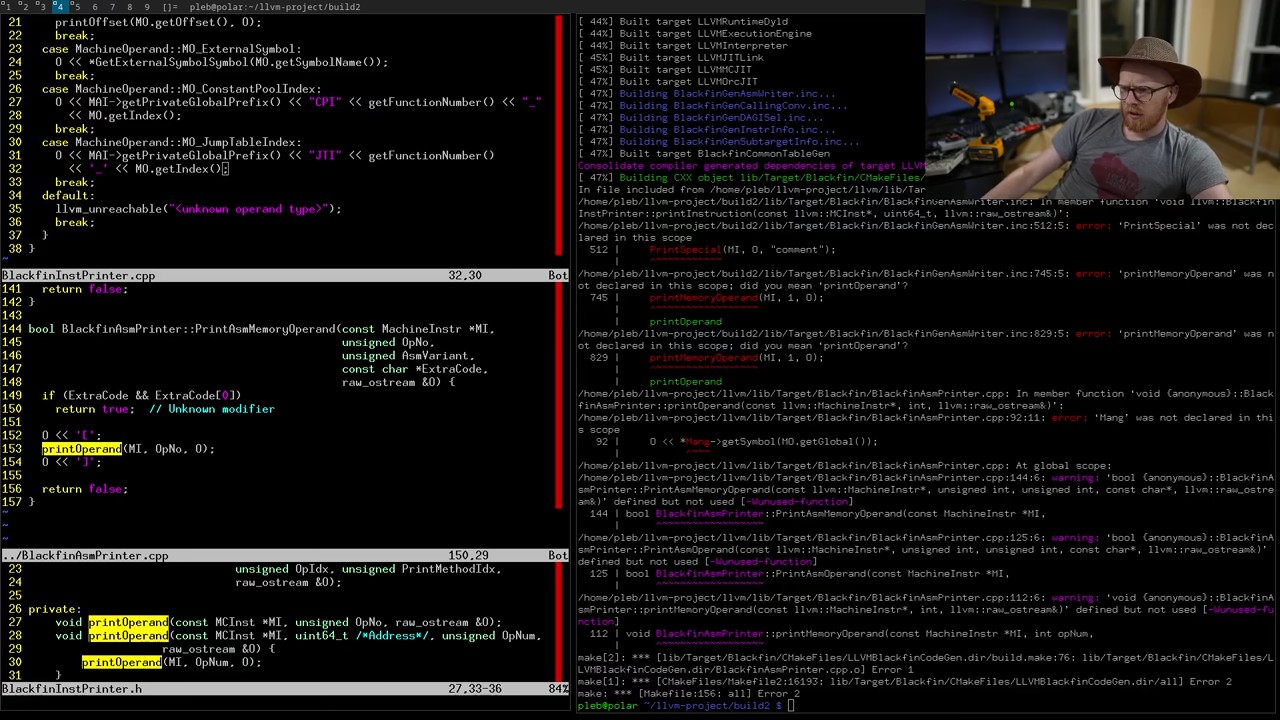 1 2 3 4 5 6 7 8 9 []= pleb@polar:~/llvm-project/build2
21 printOffset(MO.getOffset(), O);
22 break;
23 case MachineOperand::MO_ExternalSymbol:
24 O << *GetExternalSymbolSymbol(MO.getSymbolName());
25 break;
26 case MachineOperand::MO_ConstantPoolIndex:
27 O << MAI->getPrivateGlobalPrefix() << "CPI" << getFunctionNumber() << "_"
28 << MO.getIndex();
29 break;
30 case MachineOperand::MO_JumpTableIndex:
31 O << MAI->getPrivateGlobalPrefix() << "JTI" << getFunctionNumber()
32 << '_' << MO.getIndex();
33 break;
34 default:
35 llvm_unreachable("<unknown operand type>");
36 break;
37 }
38 }
~
BlackfinInstPrinter.cpp 32,30 Bot
141 return false;
142 }
143
144 bool BlackfinAsmPrinter::PrintAsmMemoryOperand(const MachineInstr *MI,
145 unsigned OpNo,
146 unsigned AsmVariant,
147 const char *ExtraCode,
148 raw_ostream &O) {
149 if (ExtraCode && ExtraCode[0])
150 return true; // Unknown modifier
151
152 O << '[';
153 printOperand(MI, OpNo, O);
154 O << ']';
155
156 return false;
157 }
~
~
~
../BlackfinAsmPrinter.cpp 150,29 Bot
23 unsigned OpIdx, unsigned PrintMethodIdx,
24 raw_ostream &O);
25
26 private:
27 void printOperand(const MCInst *MI, unsigned OpNo, raw_ostream &O);
28 void printOperand(const MCInst *MI, uint64_t /*Address*/, unsigned OpNum,
29 raw_ostream &O) {
30 printOperand(MI, OpNum, O);
31 }
BlackfinInstPrinter.h 27,33-36 84%
[ 44%] Built target LLVMRuntimeDyld
[ 44%] Built target LLVMExecutionEngine
[ 44%] Built target LLVMInterpreter
[ 45%] Built target LLVMJITLink
[ 45%] Built target LLVMMCJIT
[ 47%] Built target LLVMOrcJIT
[ 47%] Building BlackfinGenAsmWriter.inc...
[ 47%] Building BlackfinGenCallingConv.inc...
[ 47%] Building BlackfinGenDAGISel.inc...
[ 47%] Building BlackfinGenInstrInfo.inc...
[ 47%] Building BlackfinGenSubtargetInfo.inc...
[ 47%] Built target BlackfinCommonTableGen
Consolidate compiler generated dependencies of target LLVM
[ 47%] Building CXX object lib/Target/Blackfin/CMakeFiles/
In file included from /home/pleb/llvm-project/llvm/lib/Tar
/home/pleb/llvm-project/build2/lib/Target/Blackfin/BlackfinGenAsmWriter.inc: In member function 'void llvm::Blackfin
InstPrinter::printInstruction(const llvm::MCInst*, uint64_t, llvm::raw_ostream&)':
/home/pleb/llvm-project/build2/lib/Target/Blackfin/BlackfinGenAsmWriter.inc:512:5: error: 'PrintSpecial' was not dec
lared in this scope
512 | PrintSpecial(MI, O, "comment");
| ^~~~~~~~~~~~
/home/pleb/llvm-project/build2/lib/Target/Blackfin/BlackfinGenAsmWriter.inc:745:5: error: 'printMemoryOperand' was n
ot declared in this scope; did you mean 'printOperand'?
745 | printMemoryOperand(MI, 1, O);
| ^~~~~~~~~~~~~~~~~~
| printOperand
/home/pleb/llvm-project/build2/lib/Target/Blackfin/BlackfinGenAsmWriter.inc:829:5: error: 'printMemoryOperand' was n
ot declared in this scope; did you mean 'printOperand'?
829 | printMemoryOperand(MI, 1, O);
| ^~~~~~~~~~~~~~~~~~
| printOperand
/home/pleb/llvm-project/llvm/lib/Target/Blackfin/BlackfinAsmPrinter.cpp: In member function 'void {anonymous}::Black
finAsmPrinter::printOperand(const llvm::MachineInstr*, int, llvm::raw_ostream&)':
/home/pleb/llvm-project/llvm/lib/Target/Blackfin/BlackfinAsmPrinter.cpp:92:11: error: 'Mang' was not declared in thi
s scope
92 | O << *Mang->getSymbol(MO.getGlobal());
| ^~~~
/home/pleb/llvm-project/llvm/lib/Target/Blackfin/BlackfinAsmPrinter.cpp: At global scope:
/home/pleb/llvm-project/llvm/lib/Target/Blackfin/BlackfinAsmPrinter.cpp:144:6: warning: 'bool {anonymous}::BlackfinA
smPrinter::PrintAsmMemoryOperand(const llvm::MachineInstr*, unsigned int, unsigned int, const char*, llvm::raw_ostre
am&)' defined but not used [-Wunused-function]
144 | bool BlackfinAsmPrinter::PrintAsmMemoryOperand(const MachineInstr *MI,
| ^~~~~~~~~~~~~~~~~~
/home/pleb/llvm-project/llvm/lib/Target/Blackfin/BlackfinAsmPrinter.cpp:125:6: warning: 'bool {anonymous}::BlackfinA
smPrinter::PrintAsmOperand(const llvm::MachineInstr*, unsigned int, unsigned int, const char*, llvm::raw_ostream&)'
defined but not used [-Wunused-function]
125 | bool BlackfinAsmPrinter::PrintAsmOperand(const MachineInstr *MI,
| ^~~~~~~~~~~~~~~~~~
/home/pleb/llvm-project/llvm/lib/Target/Blackfin/BlackfinAsmPrinter.cpp:112:6: warning: 'void {anonymous}::BlackfinA
smPrinter::printMemoryOperand(const llvm::MachineInstr*, int, llvm::raw_ostream&)' defined but not used [-Wunused-fu
nction]
112 | void BlackfinAsmPrinter::printMemoryOperand(const MachineInstr *MI, int opNum,
| ^~~~~~~~~~~~~~~~~~
make[2]: *** [lib/Target/Blackfin/CMakeFiles/LLVMBlackfinCodeGen.dir/build.make:76: lib/Target/Blackfin/CMakeFiles/L
LVMBlackfinCodeGen.dir/BlackfinAsmPrinter.cpp.o] Error 1
make[1]: *** [CMakeFiles/Makefile2:16193: lib/Target/Blackfin/CMakeFiles/LLVMBlackfinCodeGen.dir/all] Error 2
make: *** [Makefile:156: all] Error 2
pleb@polar ~/llvm-project/build2 $